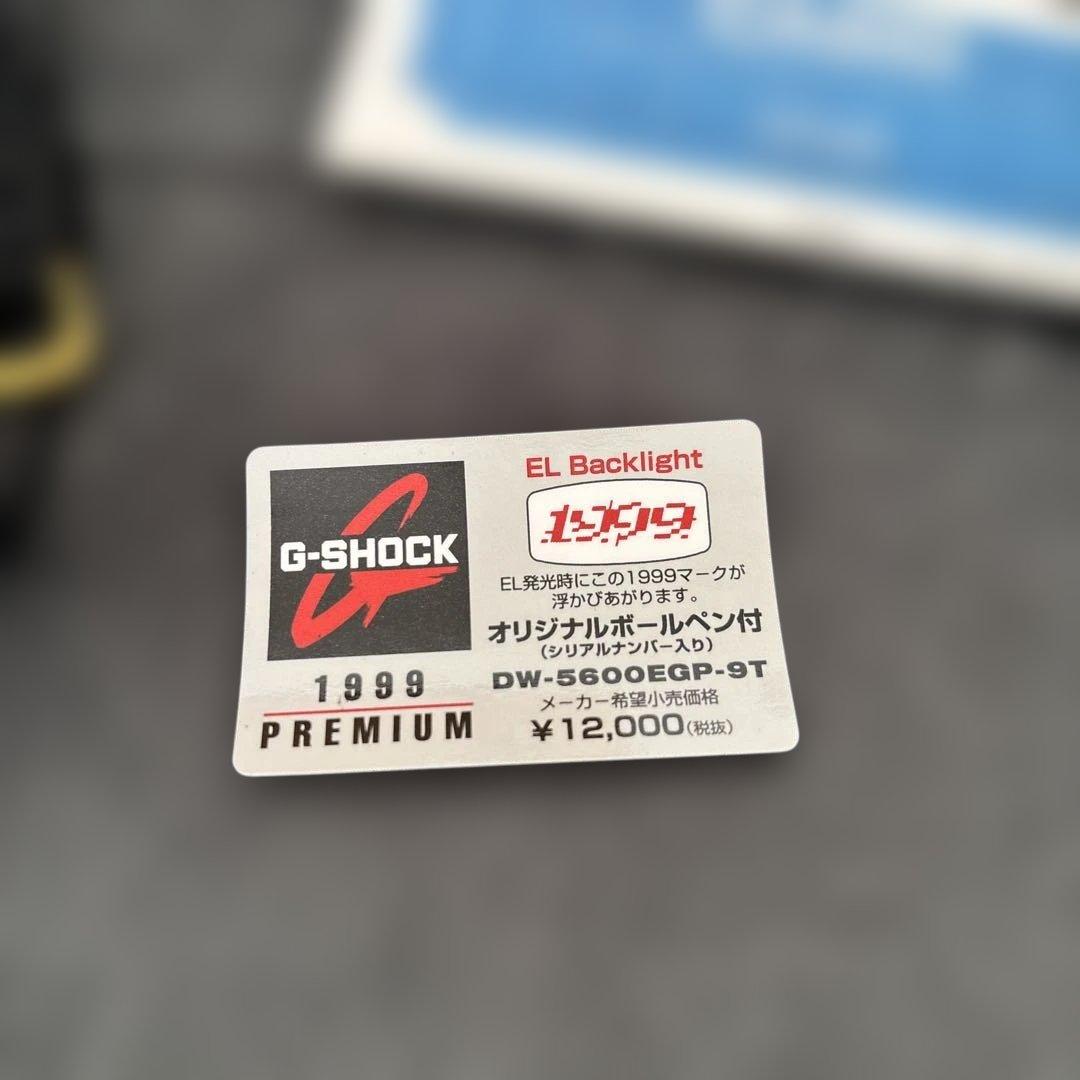 G-SHOCK
1999
PREMIUM
EL Backlight
1999
EL発光時にこの1999マークが
浮かびあがります。
オリジナルボールペン付
(シリアルナンバー入り)
DW-5600EGP-9T
メーカー希望小売価格
¥12,000(税抜)